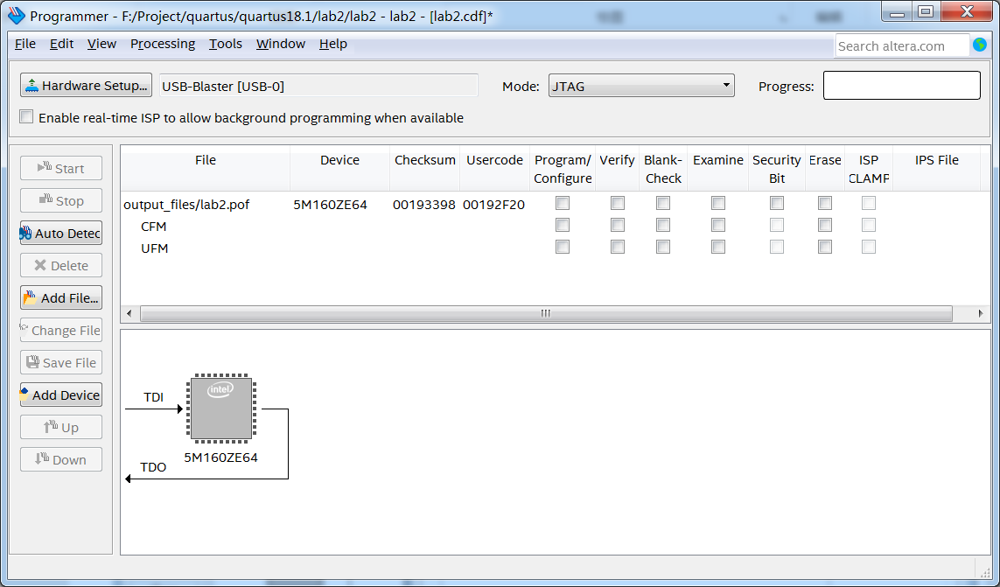 Programmer - F:/Project/quartus/quartus18.1/lab2/lab2 - lab2 - [lab2.cdf]*
File Edit View Processing Tools Window Help
Search altera.com
Hardware Setup... USB-Blaster [USB-0] Mode: JTAG Progress:
Enable real-time ISP to allow background programming when available
Start
Stop
Auto Detec
Delete
Add File...
Change File
Save File
Add Device
Up
Down
File Device Checksum Usercode Program/ Verify Blank- Examine Security Erase ISP IPS File
Configure Check Bit CLAMP
output_files/lab2.pof 5M160ZE64 00193398 00192F20
CFM
UFM
intel
TDI
5M160ZE64
TDO